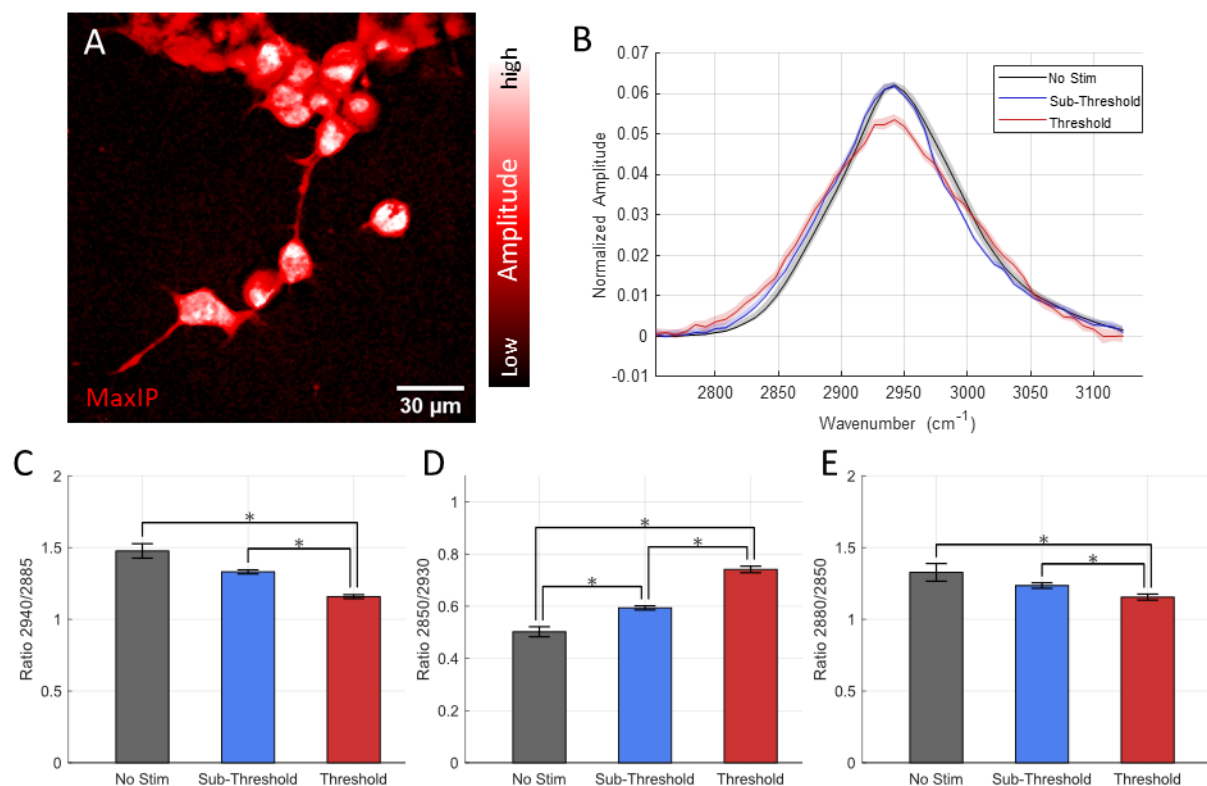 A
MaxIP
30 µm
high
Amplitude
Low
B
0.07
0.06
0.05
0.04
0.03
0.02
0.01
0
-0.01
Normalized Amplitude
No Stim
Sub-Threshold
Threshold
2800 2850 2900 2950 3000 3050 3100
Wavenumber (cm⁻¹)
C
2
1.5
1
0.5
0
Ratio 2940/2885
* *
No Stim Sub-Threshold Threshold
D
1
0.8
0.6
0.4
0.2
0
Ratio 2850/2930
* * *
No Stim Sub-Threshold Threshold
E
2
1.5
1
0.5
0
Ratio 2880/2850
* *
No Stim Sub-Threshold Threshold